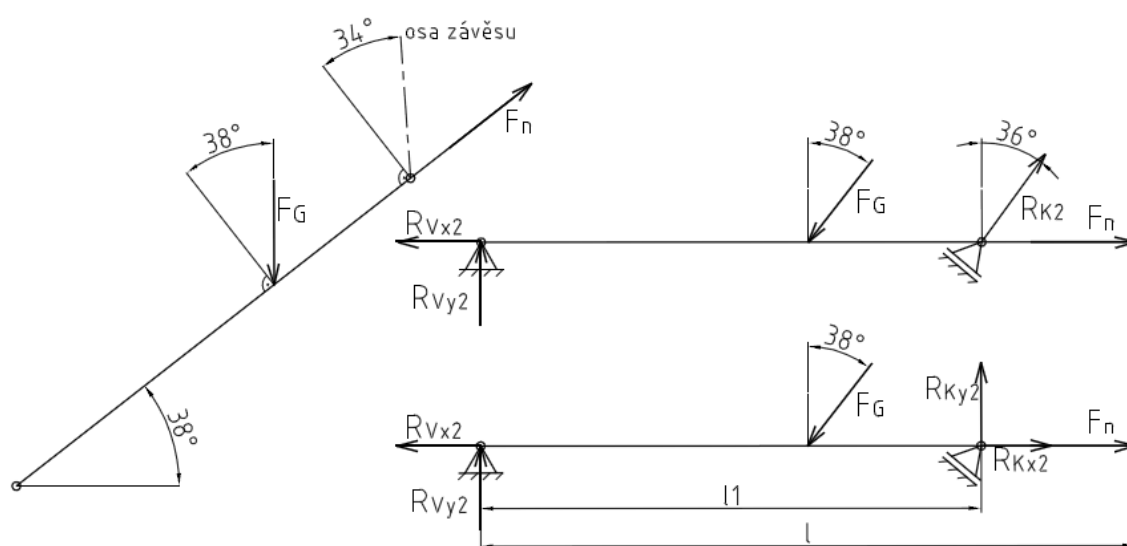 34°
osa závěsu
Fn
38°
FG
38°
38°
FG
36°
RK2
Fn
RVx2
RVy2
38°
FG
RKy2
RVx2
Fn
RKx2
RVy2
l1
l